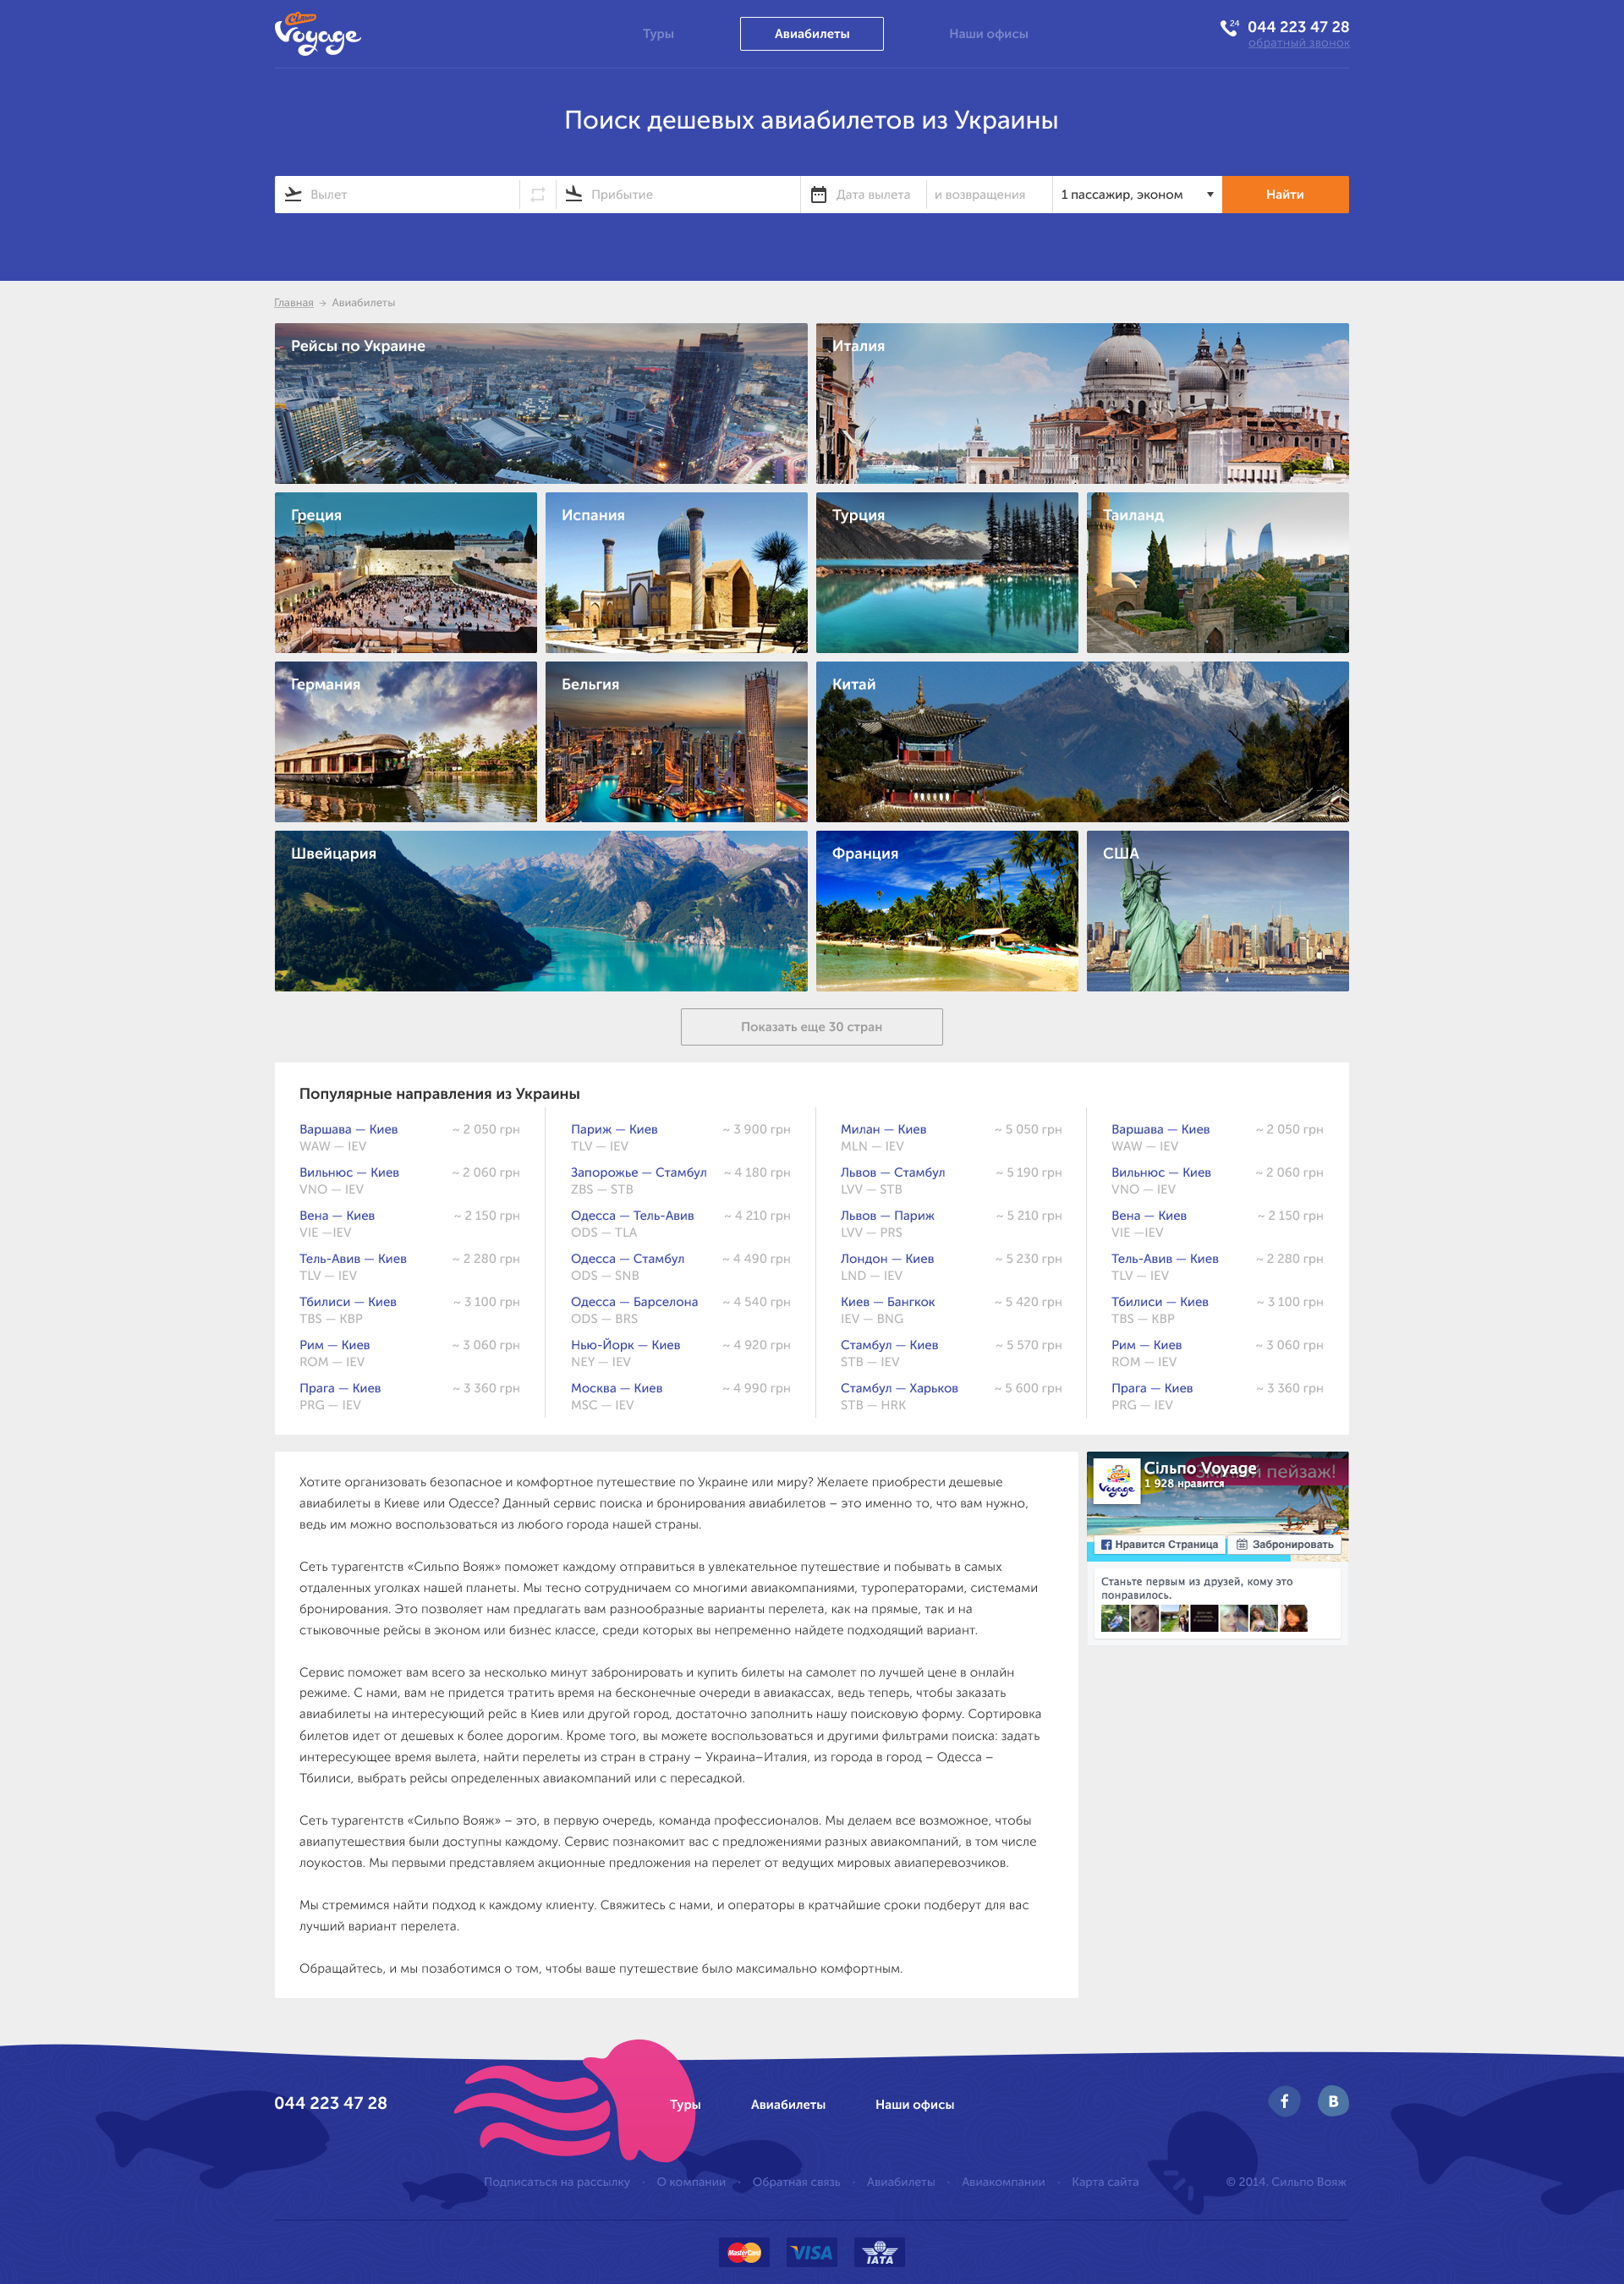 Сільпо
Voyage
Туры
Авиабилеты
Наши офисы
24
044 223 47 28
обратный звонок
Поиск дешевых авиабилетов из Украины
Вылет
Прибытие
Дата вылета
и возвращения
1 пассажир, эконом
Найти
Главная → Авиабилеты
Рейсы по Украине
Италия
Греция
Испания
Турция
Таиланд
Германия
Бельгия
Китай
Швейцария
Франция
США
Показать еще 30 стран
Популярные направления из Украины
Варшава — Киев ~ 2 050 грн
WAW — IEV
Вильнюс — Киев ~ 2 060 грн
VNO — IEV
Вена — Киев ~ 2 150 грн
VIE —IEV
Тель-Авив — Киев ~ 2 280 грн
TLV — IEV
Тбилиси — Киев ~ 3 100 грн
TBS — KBP
Рим — Киев ~ 3 060 грн
ROM — IEV
Прага — Киев ~ 3 360 грн
PRG — IEV
Париж — Киев ~ 3 900 грн
TLV — IEV
Запорожье — Стамбул ~ 4 180 грн
ZBS — STB
Одесса — Тель-Авив ~ 4 210 грн
ODS — TLA
Одесса — Стамбул ~ 4 490 грн
ODS — SNB
Одесса — Барселона ~ 4 540 грн
ODS — BRS
Нью-Йорк — Киев ~ 4 920 грн
NEY — IEV
Москва — Киев ~ 4 990 грн
MSC — IEV
Милан — Киев ~ 5 050 грн
MLN — IEV
Львов — Стамбул ~ 5 190 грн
LVV — STB
Львов — Париж ~ 5 210 грн
LVV — PRS
Лондон — Киев ~ 5 230 грн
LND — IEV
Киев — Бангкок ~ 5 420 грн
IEV — BNG
Стамбул — Киев ~ 5 570 грн
STB — IEV
Стамбул — Харьков ~ 5 600 грн
STB — HRK
Варшава — Киев ~ 2 050 грн
WAW — IEV
Вильнюс — Киев ~ 2 060 грн
VNO — IEV
Вена — Киев ~ 2 150 грн
VIE —IEV
Тель-Авив — Киев ~ 2 280 грн
TLV — IEV
Тбилиси — Киев ~ 3 100 грн
TBS — KBP
Рим — Киев ~ 3 060 грн
ROM — IEV
Прага — Киев ~ 3 360 грн
PRG — IEV
Хотите организовать безопасное и комфортное путешествие по Украине или миру? Желаете приобрести дешевые
авиабилеты в Киеве или Одессе? Данный сервис поиска и бронирования авиабилетов – это именно то, что вам нужно,
ведь им можно воспользоваться из любого города нашей страны.
Сеть турагентств «Сильпо Вояж» поможет каждому отправиться в увлекательное путешествие и побывать в самых
отдаленных уголках нашей планеты. Мы тесно сотрудничаем со многими авиакомпаниями, туроператорами, системами
бронирования. Это позволяет нам предлагать вам разнообразные варианты перелета, как на прямые, так и на
стыковочные рейсы в эконом или бизнес классе, среди которых вы непременно найдете подходящий вариант.
Сервис поможет вам всего за несколько минут забронировать и купить билеты на самолет по лучшей цене в онлайн
режиме. С нами, вам не придется тратить время на бесконечные очереди в авиакассах, ведь теперь, чтобы заказать
авиабилеты на интересующий рейс в Киев или другой город, достаточно заполнить нашу поисковую форму. Сортировка
билетов идет от дешевых к более дорогим. Кроме того, вы можете воспользоваться и другими фильтрами поиска: задать
интересующее время вылета, найти перелеты из стран в страну – Украина–Италия, из города в город – Одесса –
Тбилиси, выбрать рейсы определенных авиакомпаний или с пересадкой.
Сеть турагентств «Сильпо Вояж» – это, в первую очередь, команда профессионалов. Мы делаем все возможное, чтобы
авиапутешествия были доступны каждому. Сервис познакомит вас с предложениями разных авиакомпаний, в том числе
лоукостов. Мы первыми представляем акционные предложения на перелет от ведущих мировых авиаперевозчиков.
Мы стремимся найти подход к каждому клиенту. Свяжитесь с нами, и операторы в кратчайшие сроки подберут для вас
лучший вариант перелета.
Обращайтесь, и мы позаботимся о том, чтобы ваше путешествие было максимально комфортным.
Voyage
Сільпо Voyage
пейзаж!
1 928 нравится
Нравится Страница
Забронировать
Станьте первым из друзей, кому это
понравилось.
044 223 47 28
Туры
Авиабилеты
Наши офисы
f
B
Подписаться на рассылку · О компании · Обратная связь · Авиабилеты · Авиакомпании · Карта сайта
© 2014. Сильпо Вояж
MasterCard
VISA
IATA